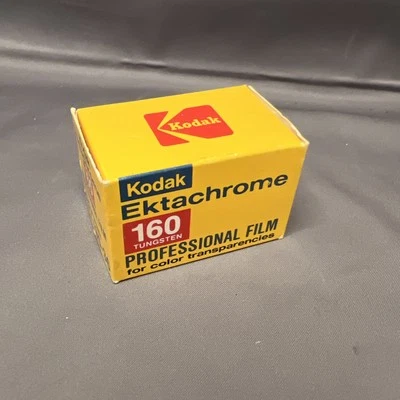 Kodak
Kodak
Ektachrome
160
TUNGSTEN
PROFESSIONAL FILM
for color transparencies